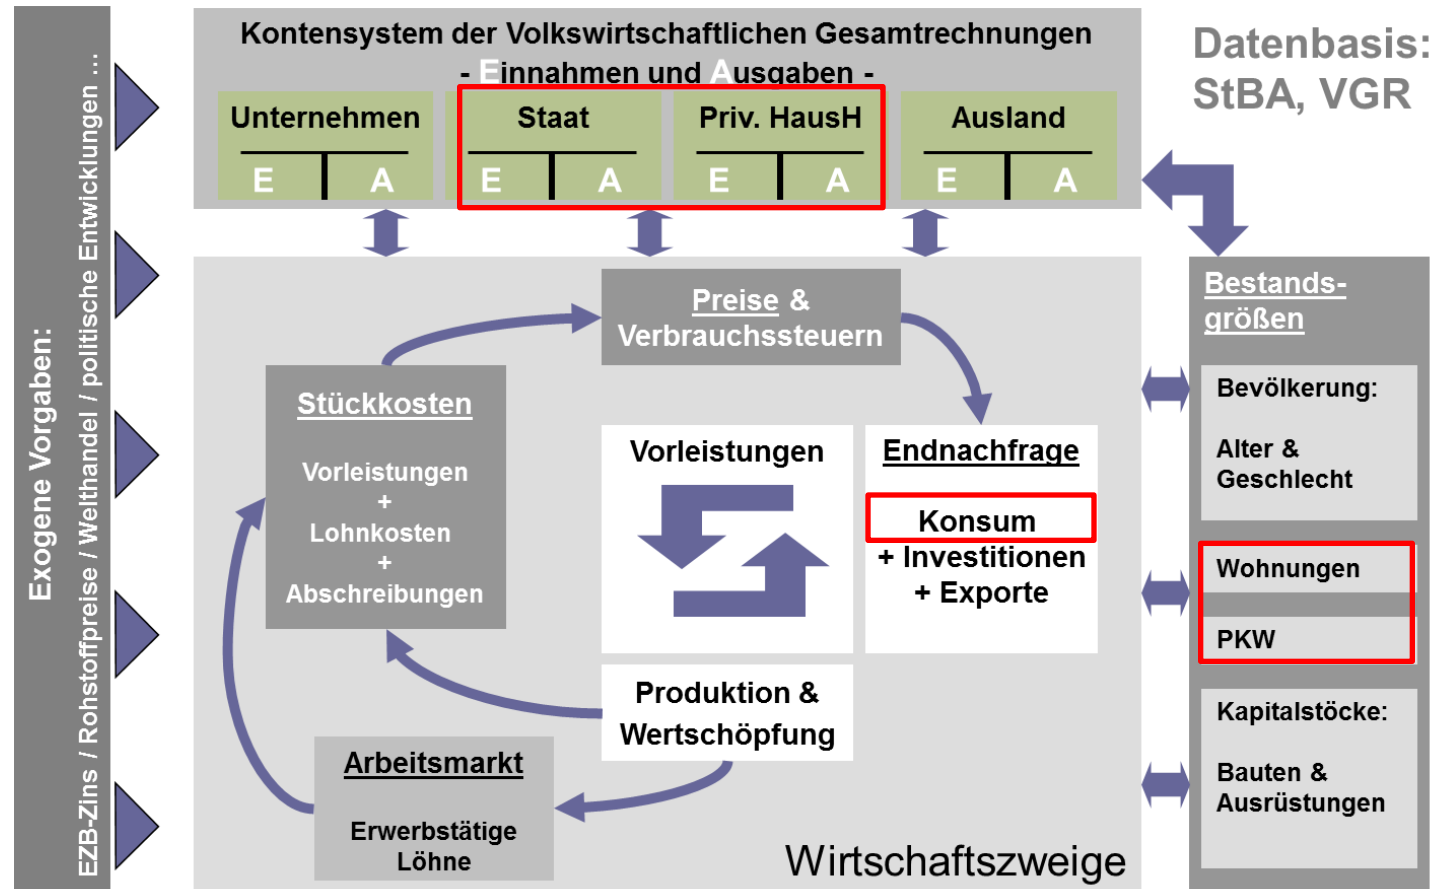 Exogene Vorgaben:
EZB-Zins / Rohstoffpreise / Welthandel / politische Entwicklungen ...
Kontensystem der Volkswirtschaftlichen Gesamtrechnungen
- Einnahmen und Ausgaben -
Unternehmen
E A
Staat
E A
Priv. HausH
E A
Ausland
E A
Datenbasis:
StBA, VGR
Preise &
Verbrauchssteuern
Stückkosten
Vorleistungen
+
Lohnkosten
+
Abschreibungen
Vorleistungen
Endnachfrage
Konsum
+ Investitionen
+ Exporte
Produktion &
Wertschöpfung
Arbeitsmarkt
Erwerbstätige
Löhne
Wirtschaftszweige
Bestands-
größen
Bevölkerung:
Alter &
Geschlecht
Wohnungen
PKW
Kapitalstöcke:
Bauten &
Ausrüstungen